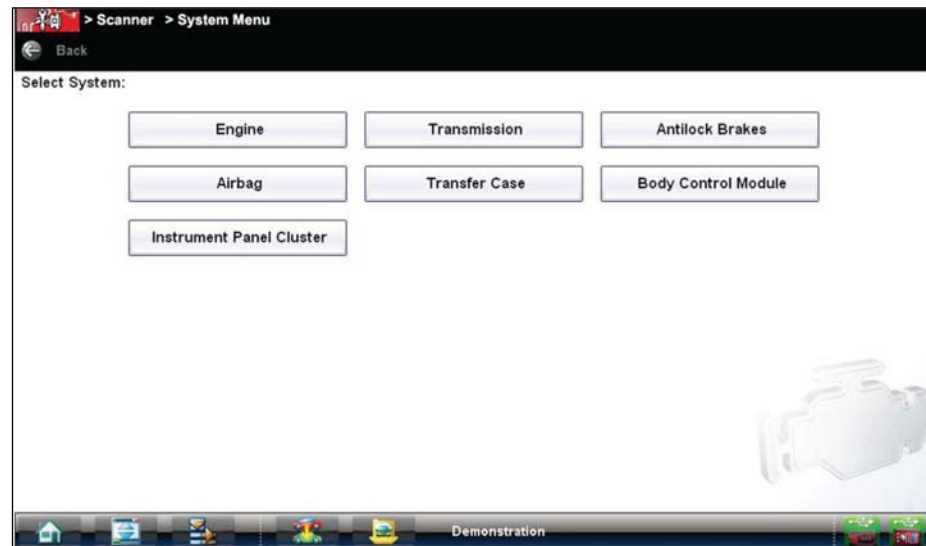 > Scanner > System Menu
Back
Select System:
Engine Transmission Antilock Brakes
Airbag Transfer Case Body Control Module
Instrument Panel Cluster
Demonstration